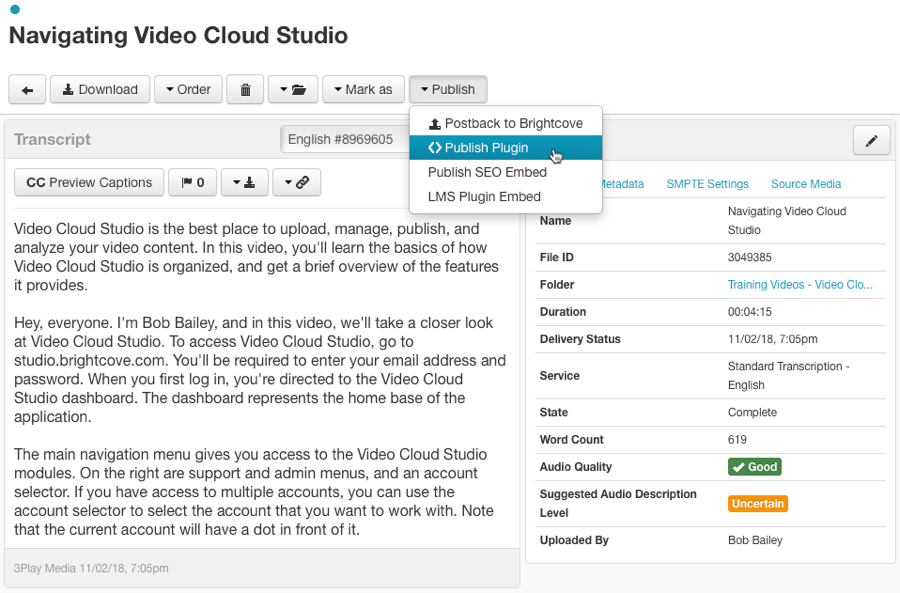 Navigating Video Cloud Studio
Download
Order
Mark as
Publish
Postback to Brightcove
Publish Plugin
Publish SEO Embed
LMS Plugin Embed
Transcript
English #8969605
CC Preview Captions
0
Metadata
SMPTE Settings
Source Media
Video Cloud Studio is the best place to upload, manage, publish, and
analyze your video content. In this video, you'll learn the basics of how
Video Cloud Studio is organized, and get a brief overview of the features
it provides.
Hey, everyone. I'm Bob Bailey, and in this video, we'll take a closer look
at Video Cloud Studio. To access Video Cloud Studio, go to
studio.brightcove.com. You'll be required to enter your email address and
password. When you first log in, you're directed to the Video Cloud
Studio dashboard. The dashboard represents the home base of the
application.
The main navigation menu gives you access to the Video Cloud Studio
modules. On the right are support and admin menus, and an account
selector. If you have access to multiple accounts, you can use the
account selector to select the account that you want to work with. Note
that the current account will have a dot in front of it.
3Play Media 11/02/18, 7:05pm
Name
Navigating Video Cloud
Studio
File ID
3049385
Folder
Training Videos - Video Clo...
Duration
00:04:15
Delivery Status
11/02/18, 7:05pm
Service
Standard Transcription -
English
State
Complete
Word Count
619
Audio Quality
Good
Suggested Audio Description
Level
Uncertain
Uploaded By
Bob Bailey